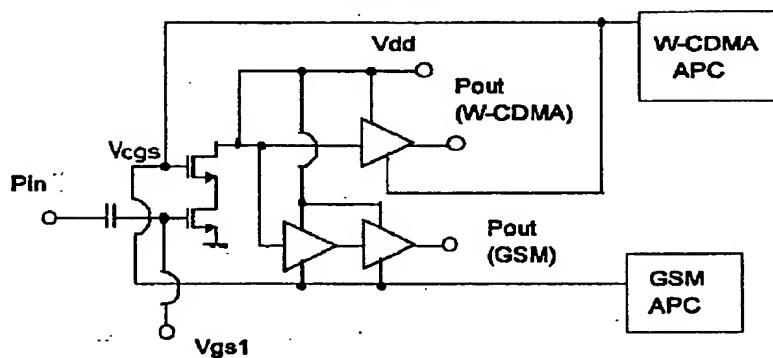 W-CDMA
APC
Vdd
Pout
(W-CDMA)
Vcgs
Pin
Pout
(GSM)
GSM
APC
Vgs1